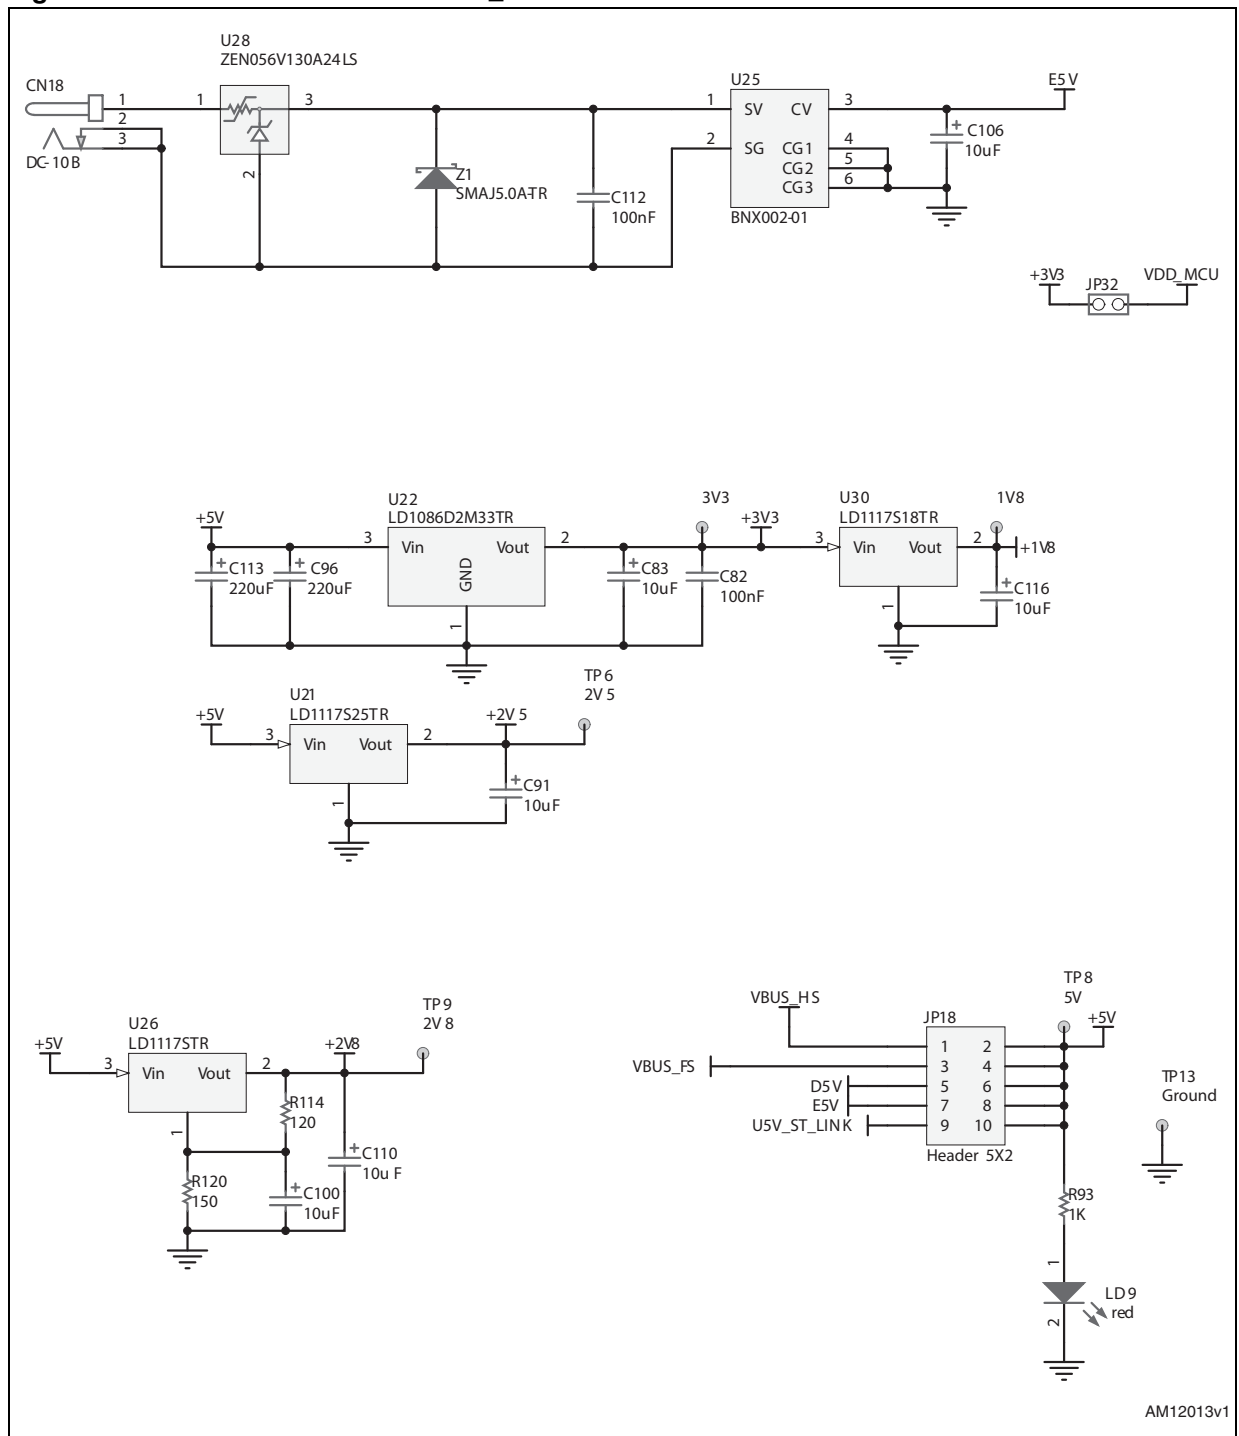 U28
ZEN056V130A24LS
CN18
1
2
3
DC-10B
1
3
2
Z1
SMAJ5.0A-TR
C112
100nF
U25
1
SV
CV
3
2
SG
CG1
4
CG2
5
CG3
6
BNX002-01
E5V
+
C106
10uF
+3V3
JP32
VDD_MCU
U22
LD1086D2M33TR
+5V
3
Vin
Vout
2
GND
1
+
C113
220uF
+
C96
220uF
+
C83
10uF
C82
100nF
3V3
+3V3
U30
LD1117S18TR
3
Vin
Vout
2
1
1V8
+1V8
+
C116
10uF
U21
LD1117S25TR
+5V
3
Vin
Vout
2
1
+2V5
TP6
2V5
+
C91
10uF
U26
LD1117STR
+5V
3
Vin
Vout
2
1
+2V8
TP9
2V8
R114
120
R120
150
+
C100
10uF
+
C110
10uF
VBUS_HS
VBUS_FS
D5V
E5V
U5V_ST_LINK
JP18
1 2
3 4
5 6
7 8
9 10
Header 5X2
TP8
5V
+5V
TP13
Ground
R93
1K
1
LD9
red
2
AM12013v1